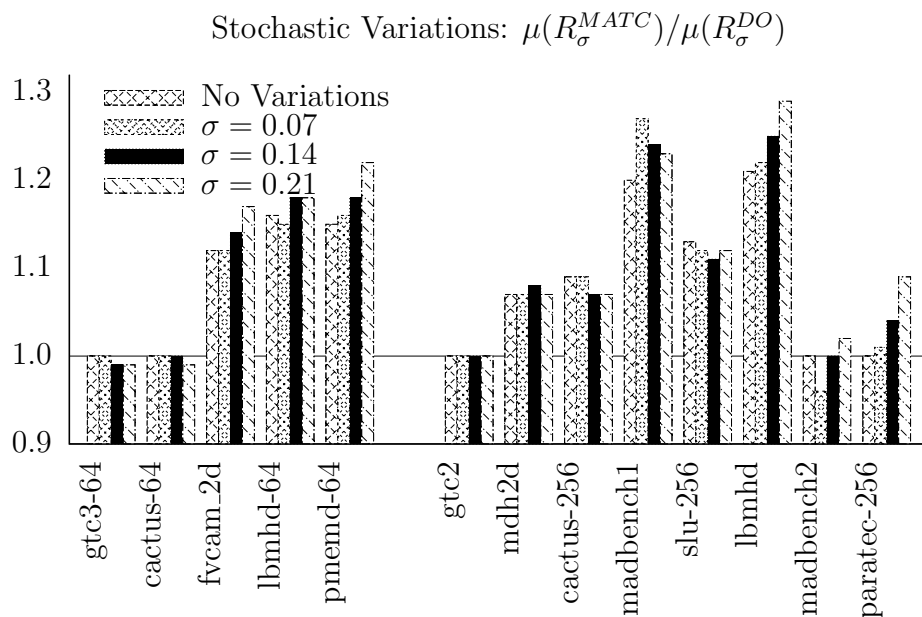 Stochastic Variations: μ(R_σ^{MATC})/μ(R_σ^{DO})
1.3
1.2
1.1
1.0
0.9
No Variations
σ = 0.07
σ = 0.14
σ = 0.21
gtc3-64
cactus-64
fvcam_2d
lbmhd-64
pmemd-64
gtc2
mdh2d
cactus-256
madbench1
slu-256
lbmhd
madbench2
paratec-256